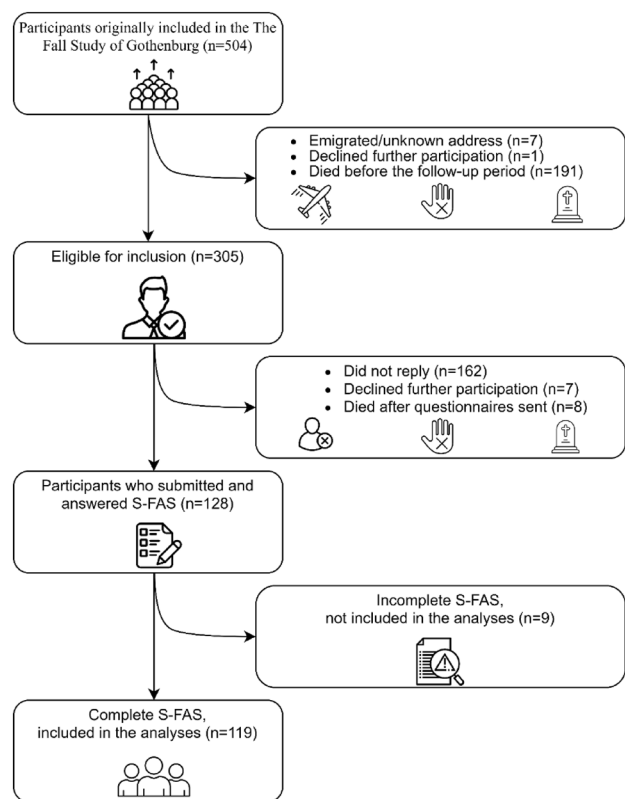 Participants originally included in the The
Fall Study of Gothenburg (n=504)
• Emigrated/unknown address (n=7)
• Declined further participation (n=1)
• Died before the follow-up period (n=191)
Eligible for inclusion (n=305)
• Did not reply (n=162)
• Declined further participation (n=7)
• Died after questionnaires sent (n=8)
Participants who submitted and
answered S-FAS (n=128)
Incomplete S-FAS,
not included in the analyses (n=9)
Complete S-FAS,
included in the analyses (n=119)